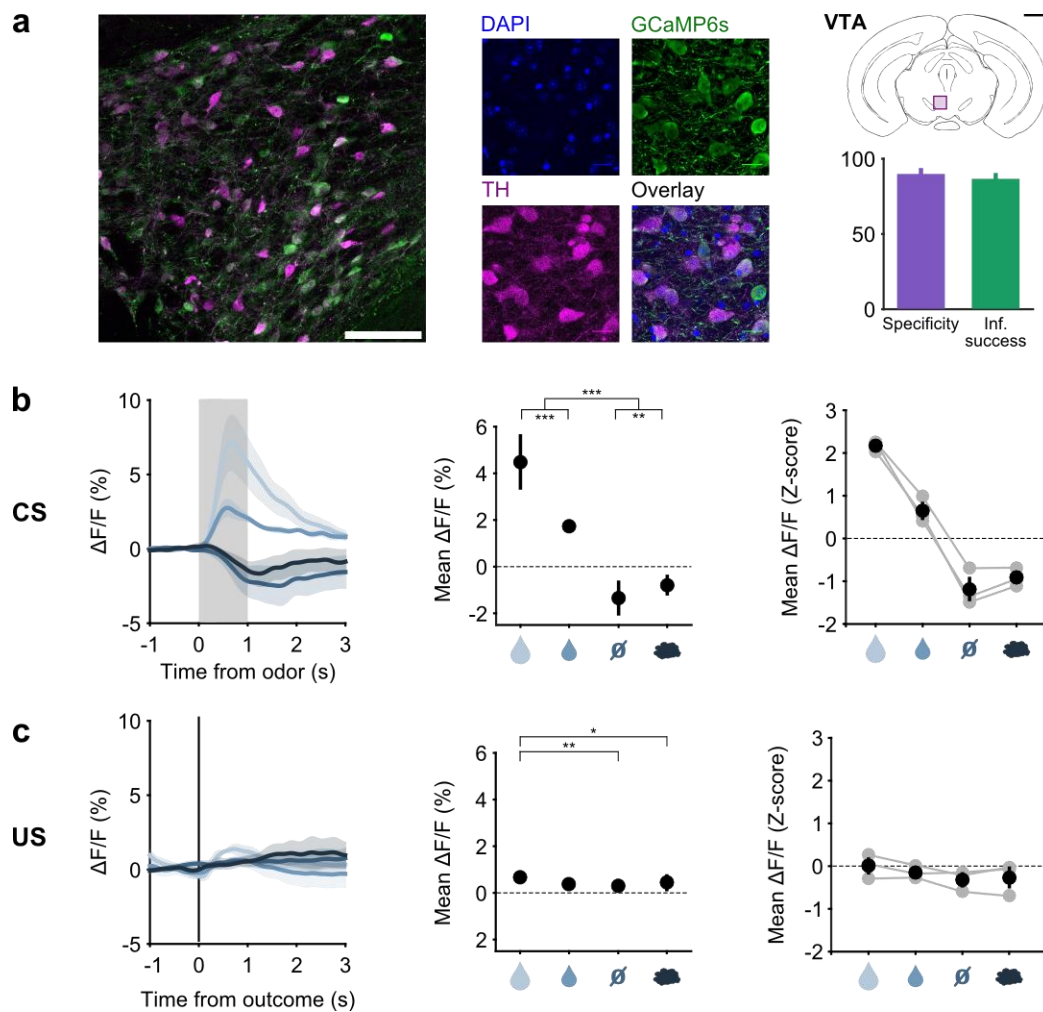 a
DAPI
GCaMP6s
VTA
TH
Overlay
100
50
0
Specificity
Inf.
success
b
CS
ΔF/F (%)
10
5
0
-5
-1 0 1 2 3
Time from odor (s)
Mean ΔF/F (%)
6
4
2
0
-2
***
***
**
Ø
Mean ΔF/F (Z-score)
3
2
1
0
-1
-2
Ø
c
US
ΔF/F (%)
10
5
0
-5
-1 0 1 2 3
Time from outcome (s)
Mean ΔF/F (%)
6
4
2
0
2
*
**
Ø
Mean ΔF/F (Z-score)
3
2
1
0
-1
-2
Ø